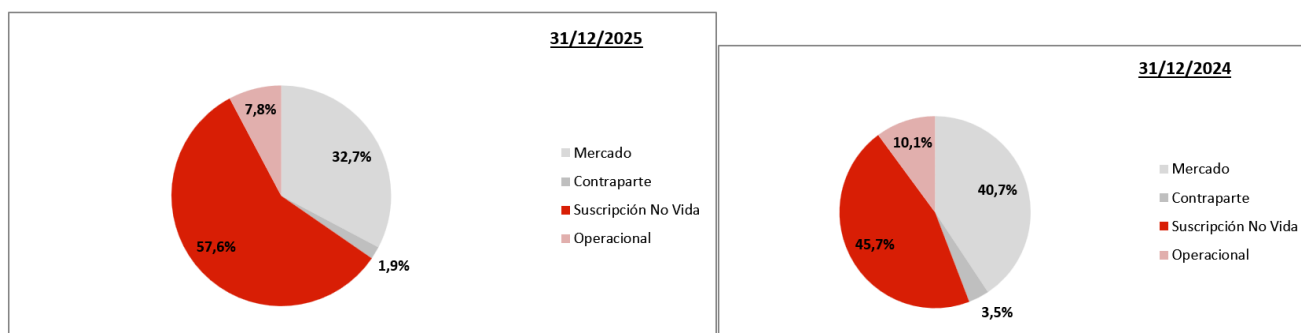 31/12/2025
7,8%
32,7%
57,6%
1,9%
Mercado
Contraparte
Suscripción No Vida
Operacional
31/12/2024
10,1%
40,7%
45,7%
3,5%
Mercado
Contraparte
Suscripción No Vida
Operacional